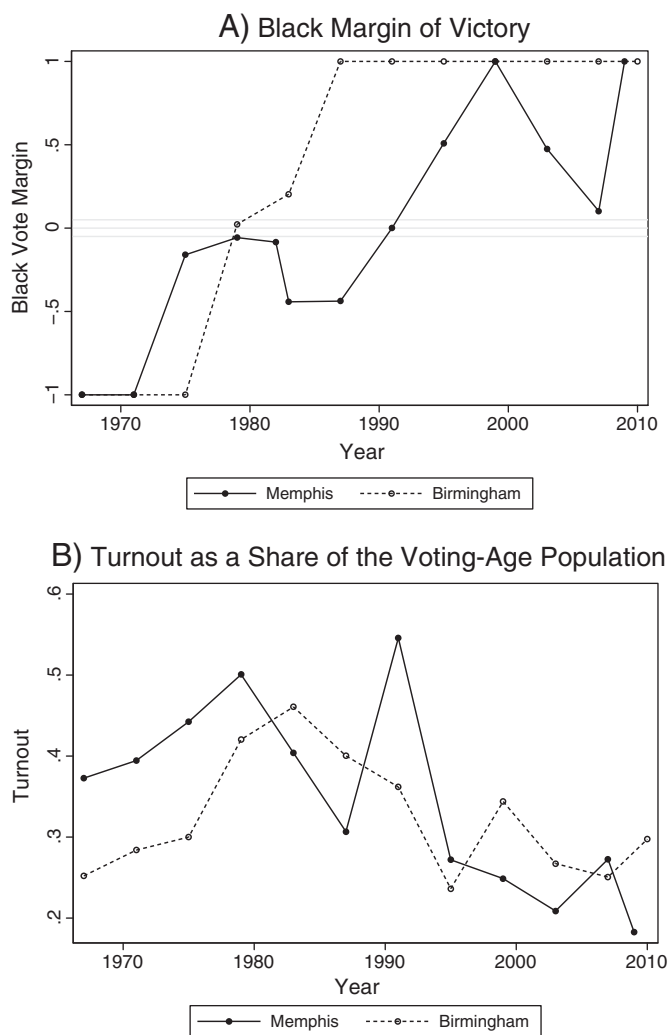 A) Black Margin of Victory
Black Vote Margin
1
.5
0
-.5
-1
1970 1980 1990 2000 2010
Year
Memphis Birmingham
B) Turnout as a Share of the Voting-Age Population
Turnout
.6
.5
.4
.3
.2
1970 1980 1990 2000 2010
Year
Memphis Birmingham